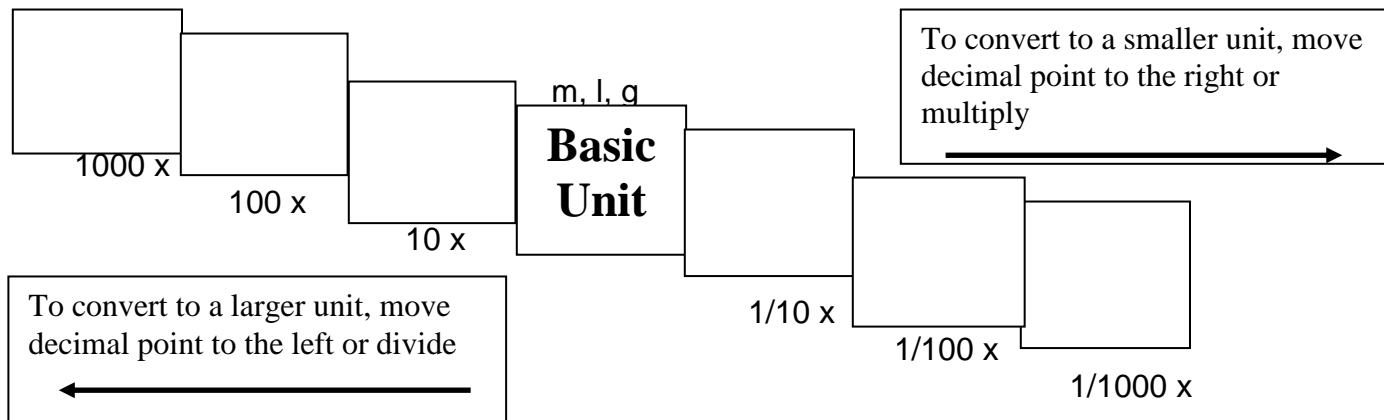 To convert to a smaller unit, move
decimal point to the right or
multiply
m, l, g
Basic
Unit
1000 x
100 x
10 x
1/10 x
1/100 x
1/1000 x
To convert to a larger unit, move
decimal point to the left or divide